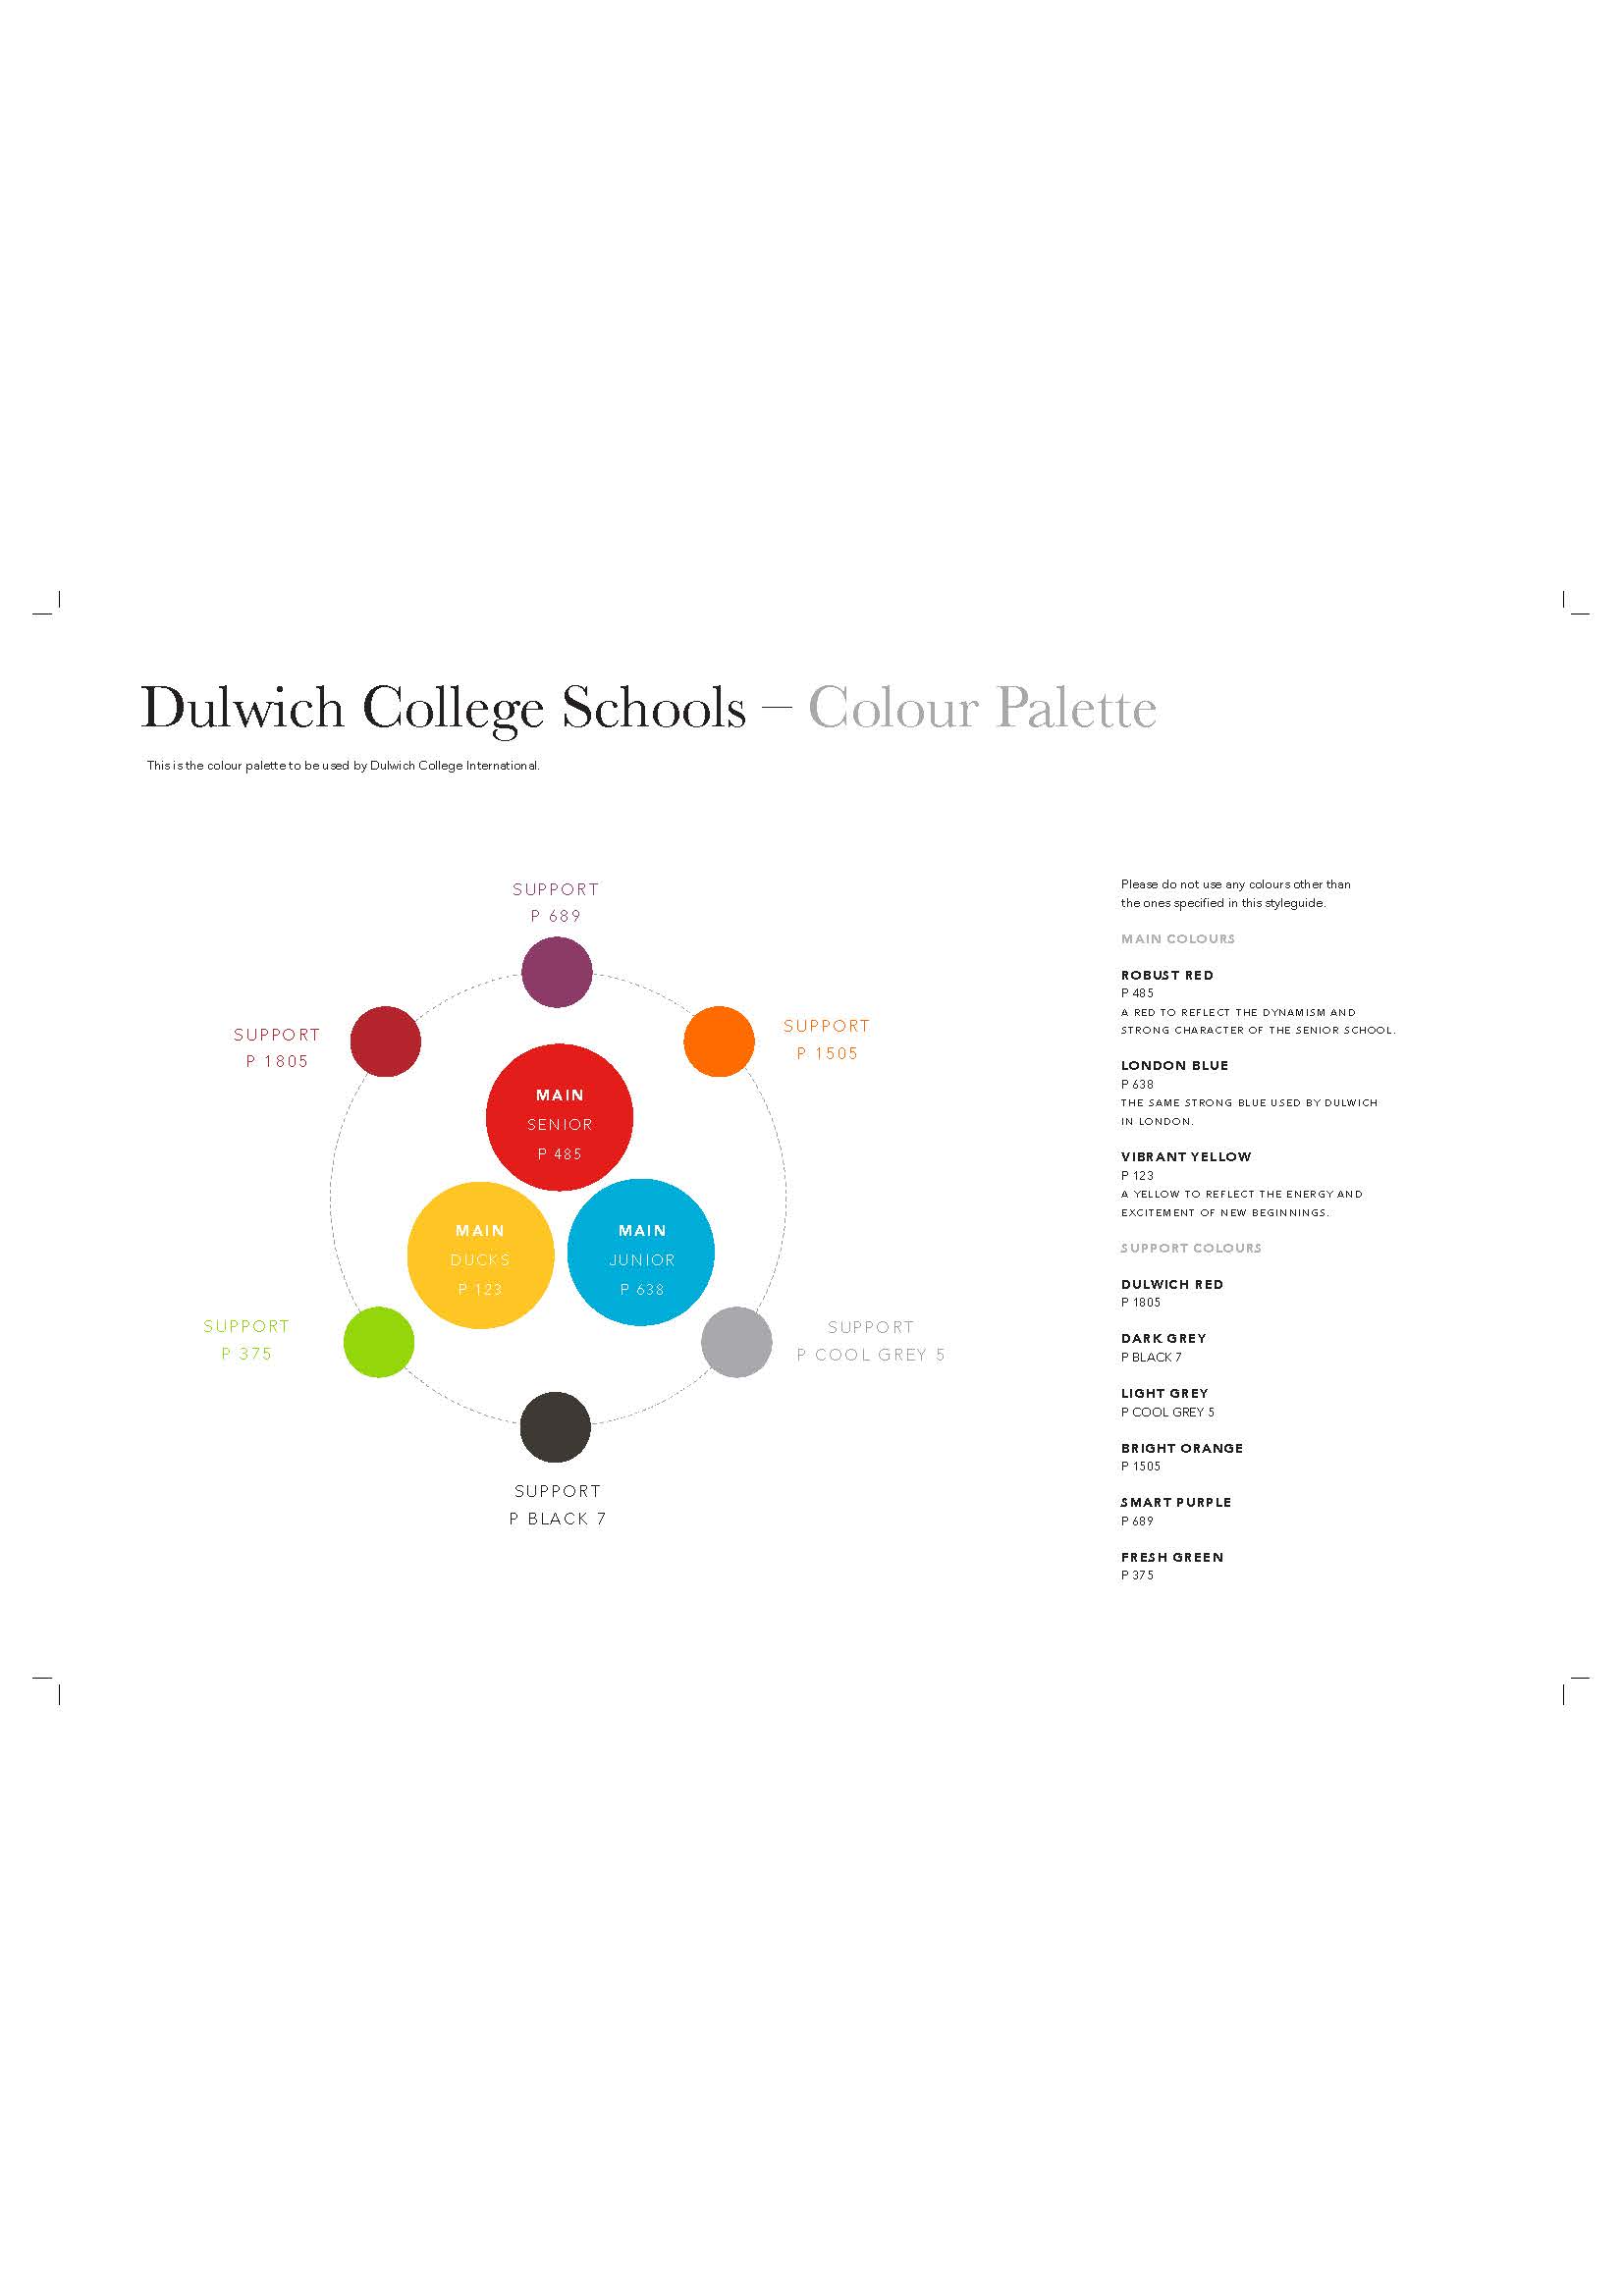 Dulwich College Schools — Colour Palette
This is the colour palette to be used by Dulwich College International.
SUPPORT
P 689
SUPPORT
P 1805
SUPPORT
P 1505
MAIN
SENIOR
P 485
MAIN
DUCKS
P 123
MAIN
JUNIOR
P 638
SUPPORT
P 375
SUPPORT
P COOL GREY 5
SUPPORT
P BLACK 7
Please do not use any colours other than
the ones specified in this styleguide.
MAIN COLOURS
ROBUST RED
P 485
A RED TO REFLECT THE DYNAMISM AND
STRONG CHARACTER OF THE SENIOR SCHOOL.
LONDON BLUE
P 638
THE SAME STRONG BLUE USED BY DULWICH
IN LONDON.
VIBRANT YELLOW
P 123
A YELLOW TO REFLECT THE ENERGY AND
EXCITEMENT OF NEW BEGINNINGS.
SUPPORT COLOURS
DULWICH RED
P 1805
DARK GREY
P BLACK 7
LIGHT GREY
P COOL GREY 5
BRIGHT ORANGE
P 1505
SMART PURPLE
P 689
FRESH GREEN
P 375